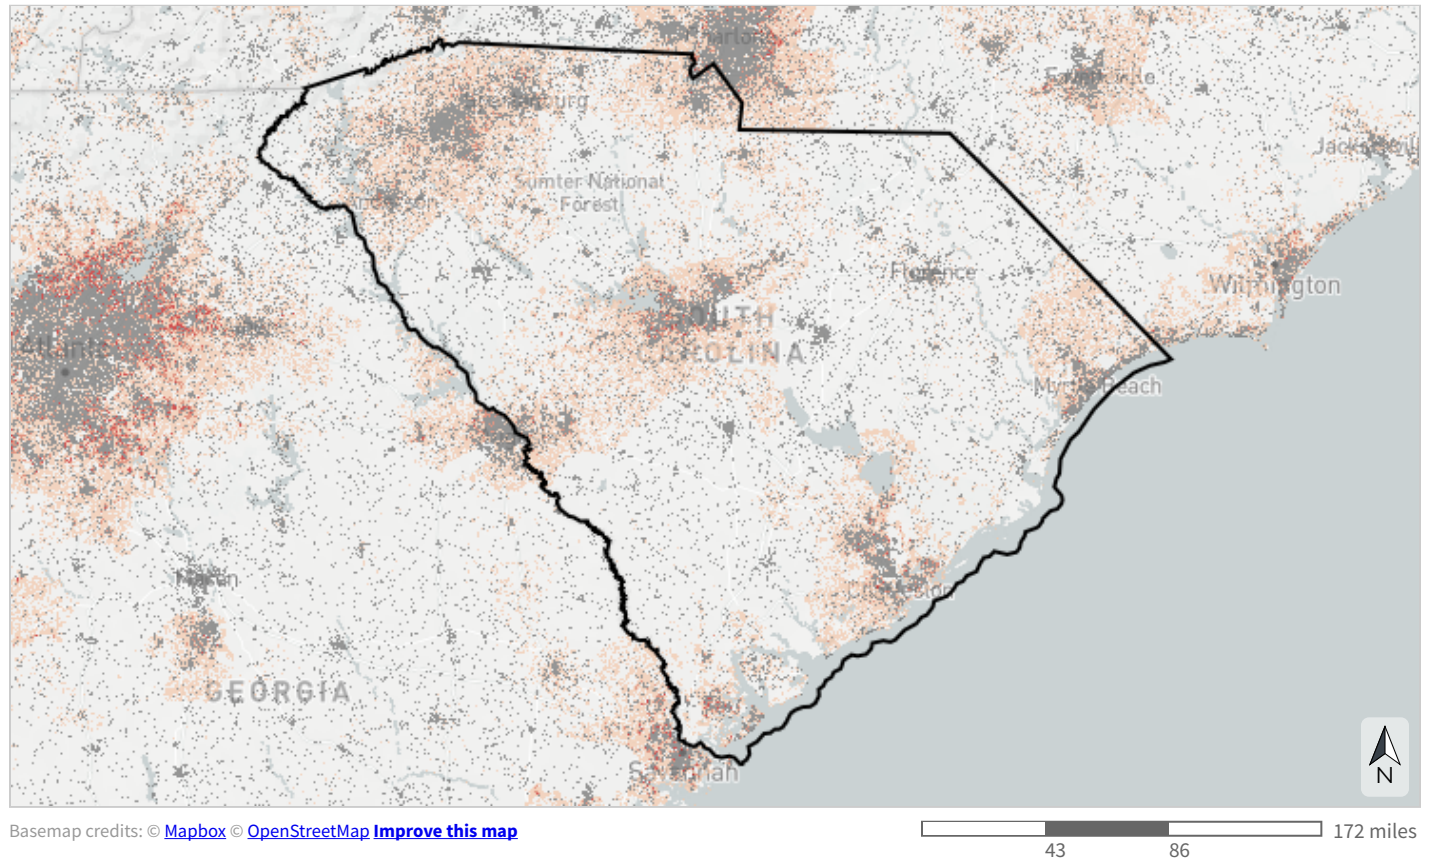 Sumter National
Forest
Florence
Wilmington
SOUTH
CAROLINA
Myrtle Beach
Macon
GEORGIA
Savannah
N
Basemap credits: © Mapbox © OpenStreetMap Improve this map
172 miles
43 86